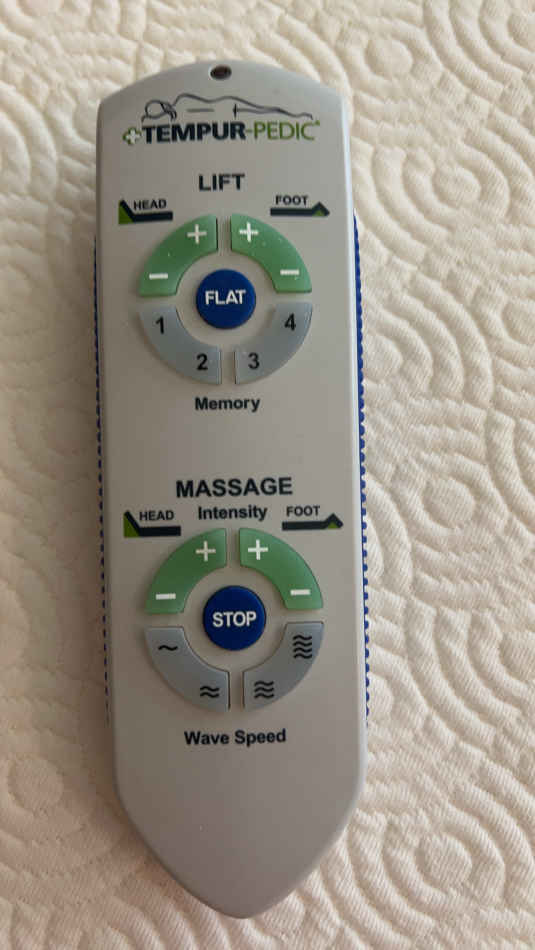 TEMPUR-PEDIC
LIFT
HEAD FOOT
+ +
- -
FLAT
1 4
2 3
Memory
MASSAGE
HEAD Intensity FOOT
+ +
- -
STOP
~ ≈
Wave Speed